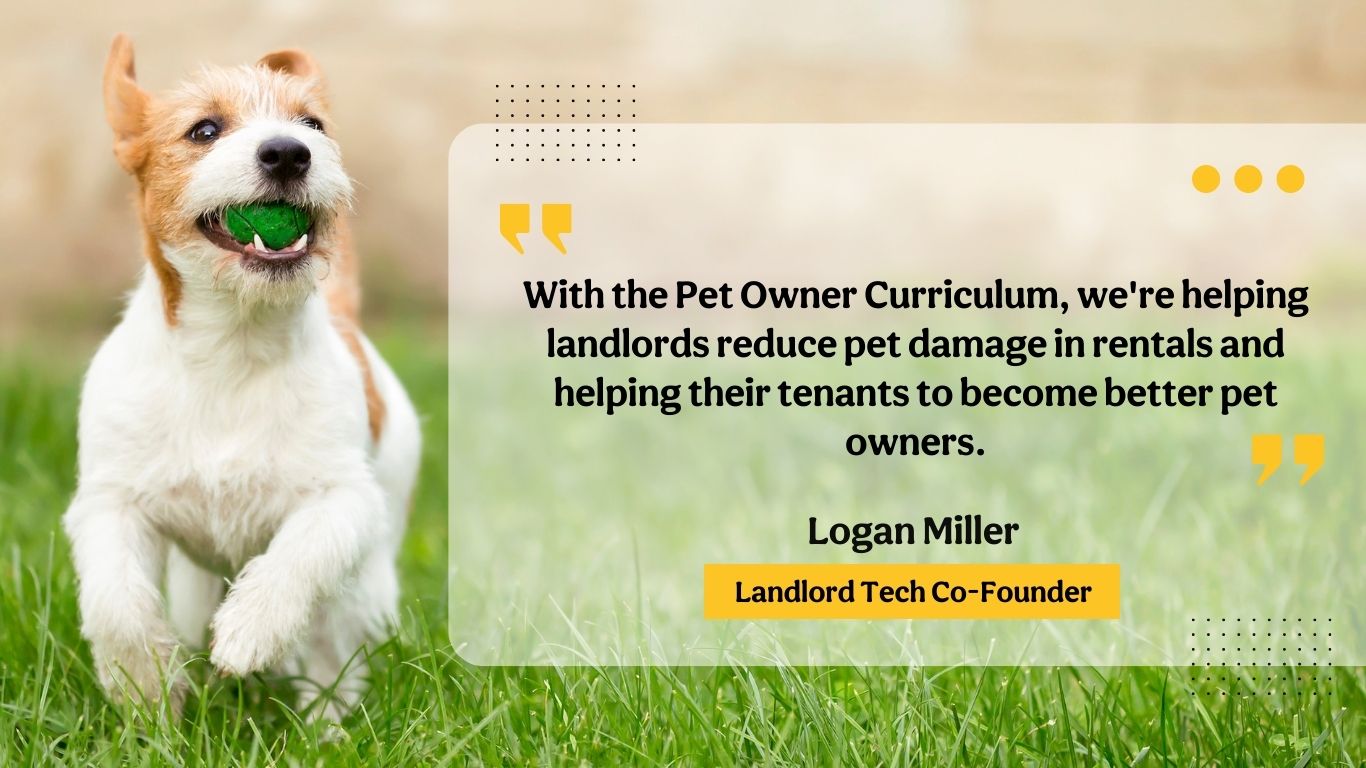 With the Pet Owner Curriculum, we're helping
landlords reduce pet damage in rentals and
helping their tenants to become better pet
owners.
Logan Miller
Landlord Tech Co-Founder